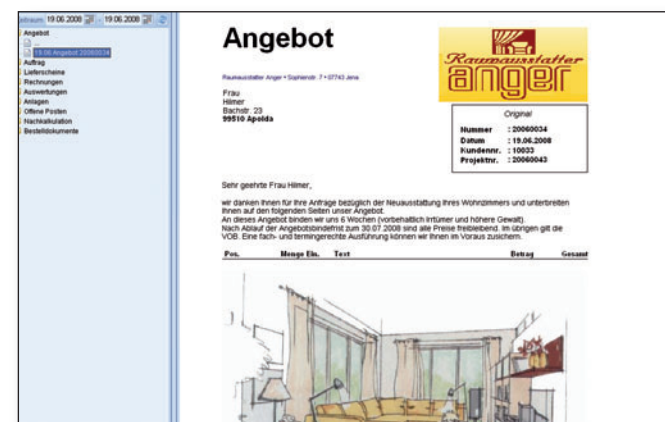 Zeitraum: 19.06.2008 - 19.06.2008
Angebot
...
19.06 Angebot 20060034
Auftrag
Lieferscheine
Rechnungen
Auswertungen
Anlagen
Offene Posten
Nachkalkulation
Bestelldokumente
Angebot
Raumausstatter
anger
Raumausstatter Anger • Sophienstr. 7 • 07743 Jena
Frau
Hilmer
Bachstr. 23
99510 Apolda
Original
Nummer : 20060034
Datum : 19.06.2008
Kundennr. : 10033
Projektnr. : 20060043
Sehr geehrte Frau Hilmer,
wir danken Ihnen für Ihre Anfrage bezüglich der Neuausstattung Ihres Wohnzimmers und unterbreiten
Ihnen auf den folgenden Seiten unser Angebot.
An dieses Angebot binden wir uns 6 Wochen (vorbehaltlich Irrtümer und höhere Gewalt).
Nach Ablauf der Angebotsbindefrist zum 30.07.2008 sind alle Preise freibleibend. Im übrigen gilt die
VOB. Eine fach- und termingerechte Ausführung können wir Ihnen im Voraus zusichern.
Pos. Menge Ein. Text Betrag Gesamt